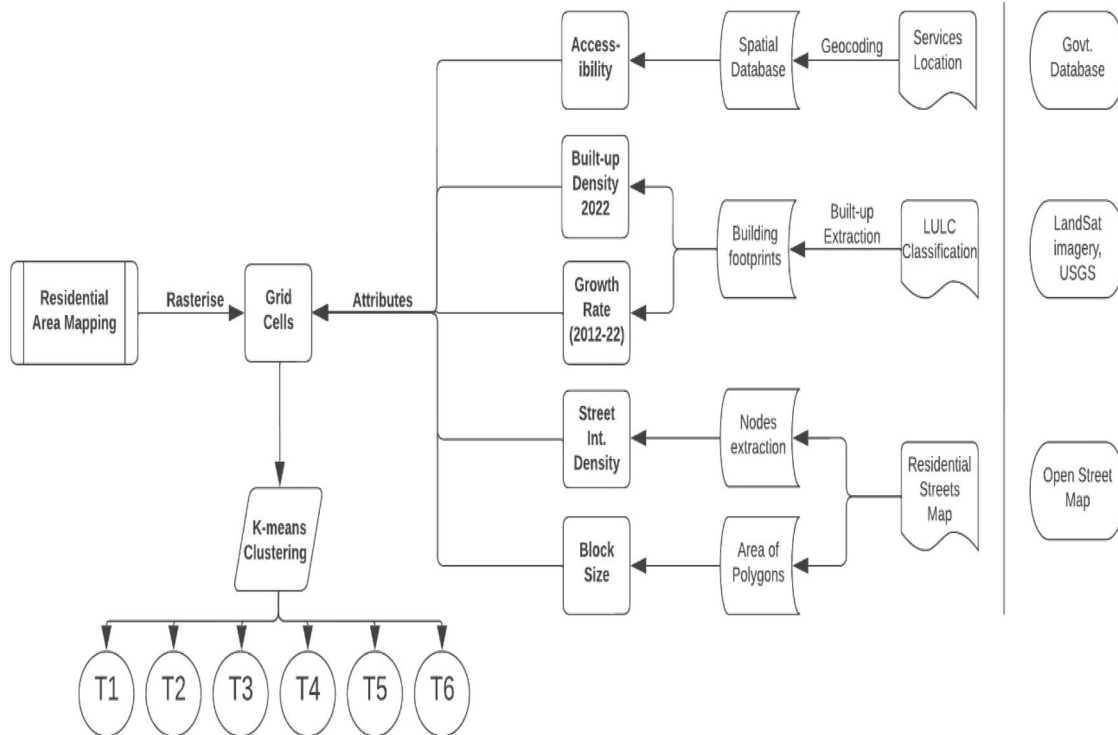 Access-
ibility
Spatial
Database
Geocoding
Services
Location
Govt.
Database
Built-up
Density
2022
Building
footprints
Built-up
Extraction
LULC
Classification
LandSat
imagery,
USGS
Residential
Area Mapping
Rasterise
Grid
Cells
Attributes
Growth
Rate
(2012-22)
Street
Int.
Density
Nodes
extraction
Residential
Streets
Map
Open Street
Map
K-means
Clustering
Block
Size
Area of
Polygons
T1
T2
T3
T4
T5
T6